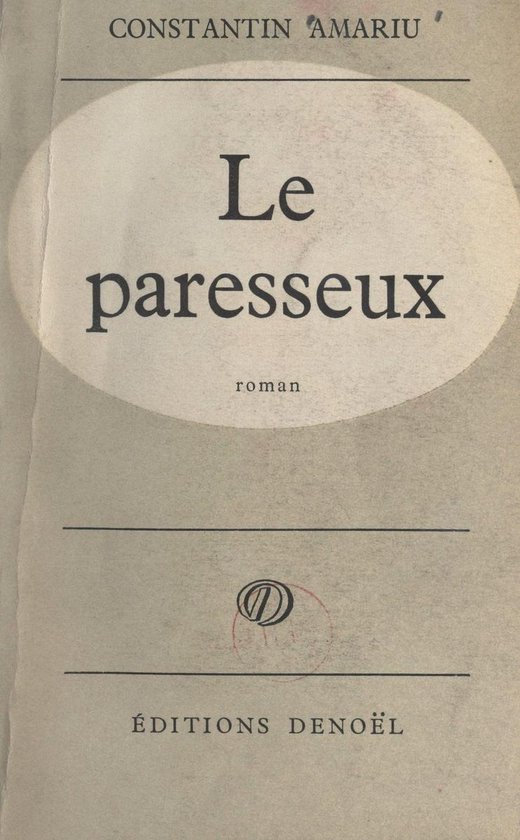 CONSTANTIN AMARIU
Le
paresseux
roman
D
ÉDITIONS DENOËL